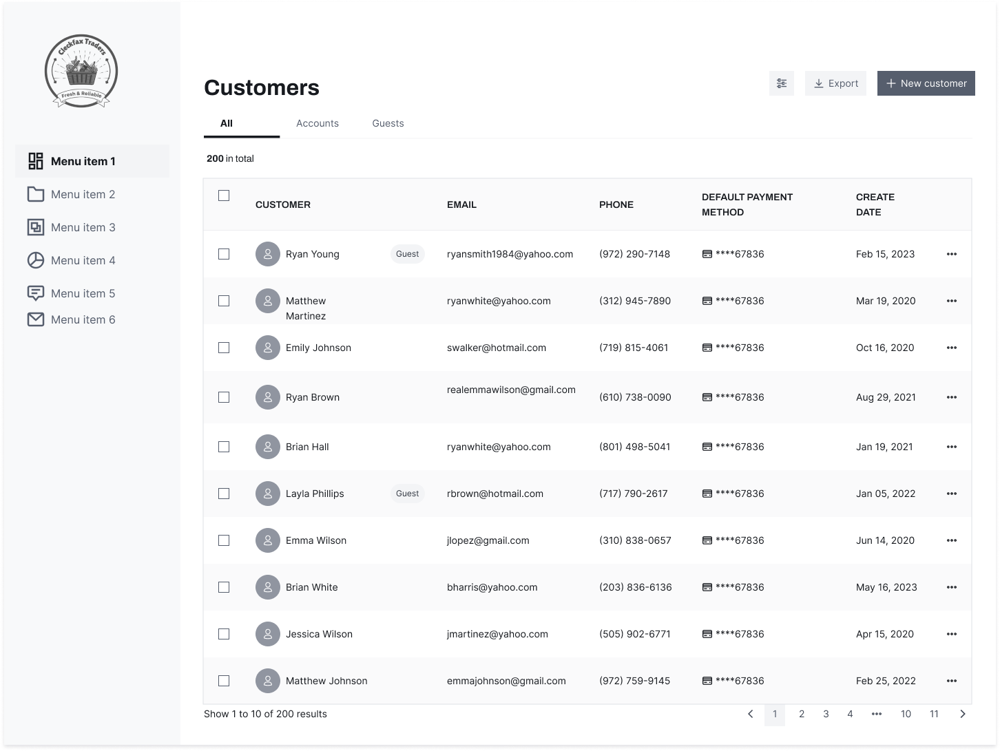 Cleckfax Traders
Fresh & Reliable
Menu item 1
Menu item 2
Menu item 3
Menu item 4
Menu item 5
Menu item 6
Customers
Export
New customer
All Accounts Guests
200 in total
CUSTOMER EMAIL PHONE DEFAULT PAYMENT METHOD CREATE DATE
Ryan Young Guest ryansmith1984@yahoo.com (972) 290-7148 ****67836 Feb 15, 2023
Matthew Martinez ryanwhite@yahoo.com (312) 945-7890 ****67836 Mar 19, 2020
Emily Johnson swalker@hotmail.com (719) 815-4061 ****67836 Oct 16, 2020
Ryan Brown realemmawilson@gmail.com (610) 738-0090 ****67836 Aug 29, 2021
Brian Hall ryanwhite@yahoo.com (801) 498-5041 ****67836 Jan 19, 2021
Layla Phillips Guest rbrown@hotmail.com (717) 790-2617 ****67836 Jan 05, 2022
Emma Wilson jlopez@gmail.com (310) 838-0657 ****67836 Jun 14, 2020
Brian White bharris@yahoo.com (203) 836-6136 ****67836 May 16, 2023
Jessica Wilson jmartinez@yahoo.com (505) 902-6771 ****67836 Apr 15, 2020
Matthew Johnson emmajohnson@gmail.com (972) 759-9145 ****67836 Feb 25, 2022
Show 1 to 10 of 200 results
1 2 3 4 ••• 10 11